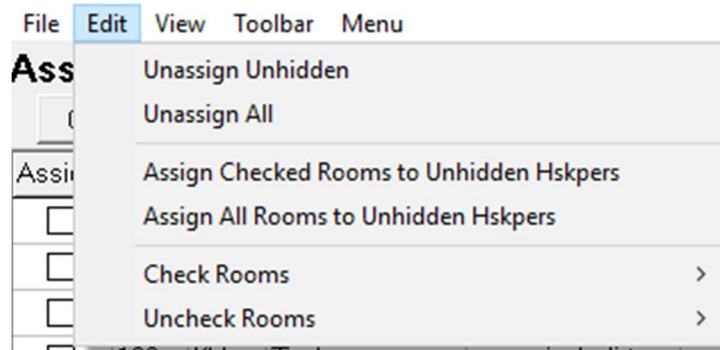 File Edit View Toolbar Menu
Ass
Unassign Unhidden
Unassign All
Assi
Assign Checked Rooms to Unhidden Hskpers
Assign All Rooms to Unhidden Hskpers
Check Rooms
Uncheck Rooms